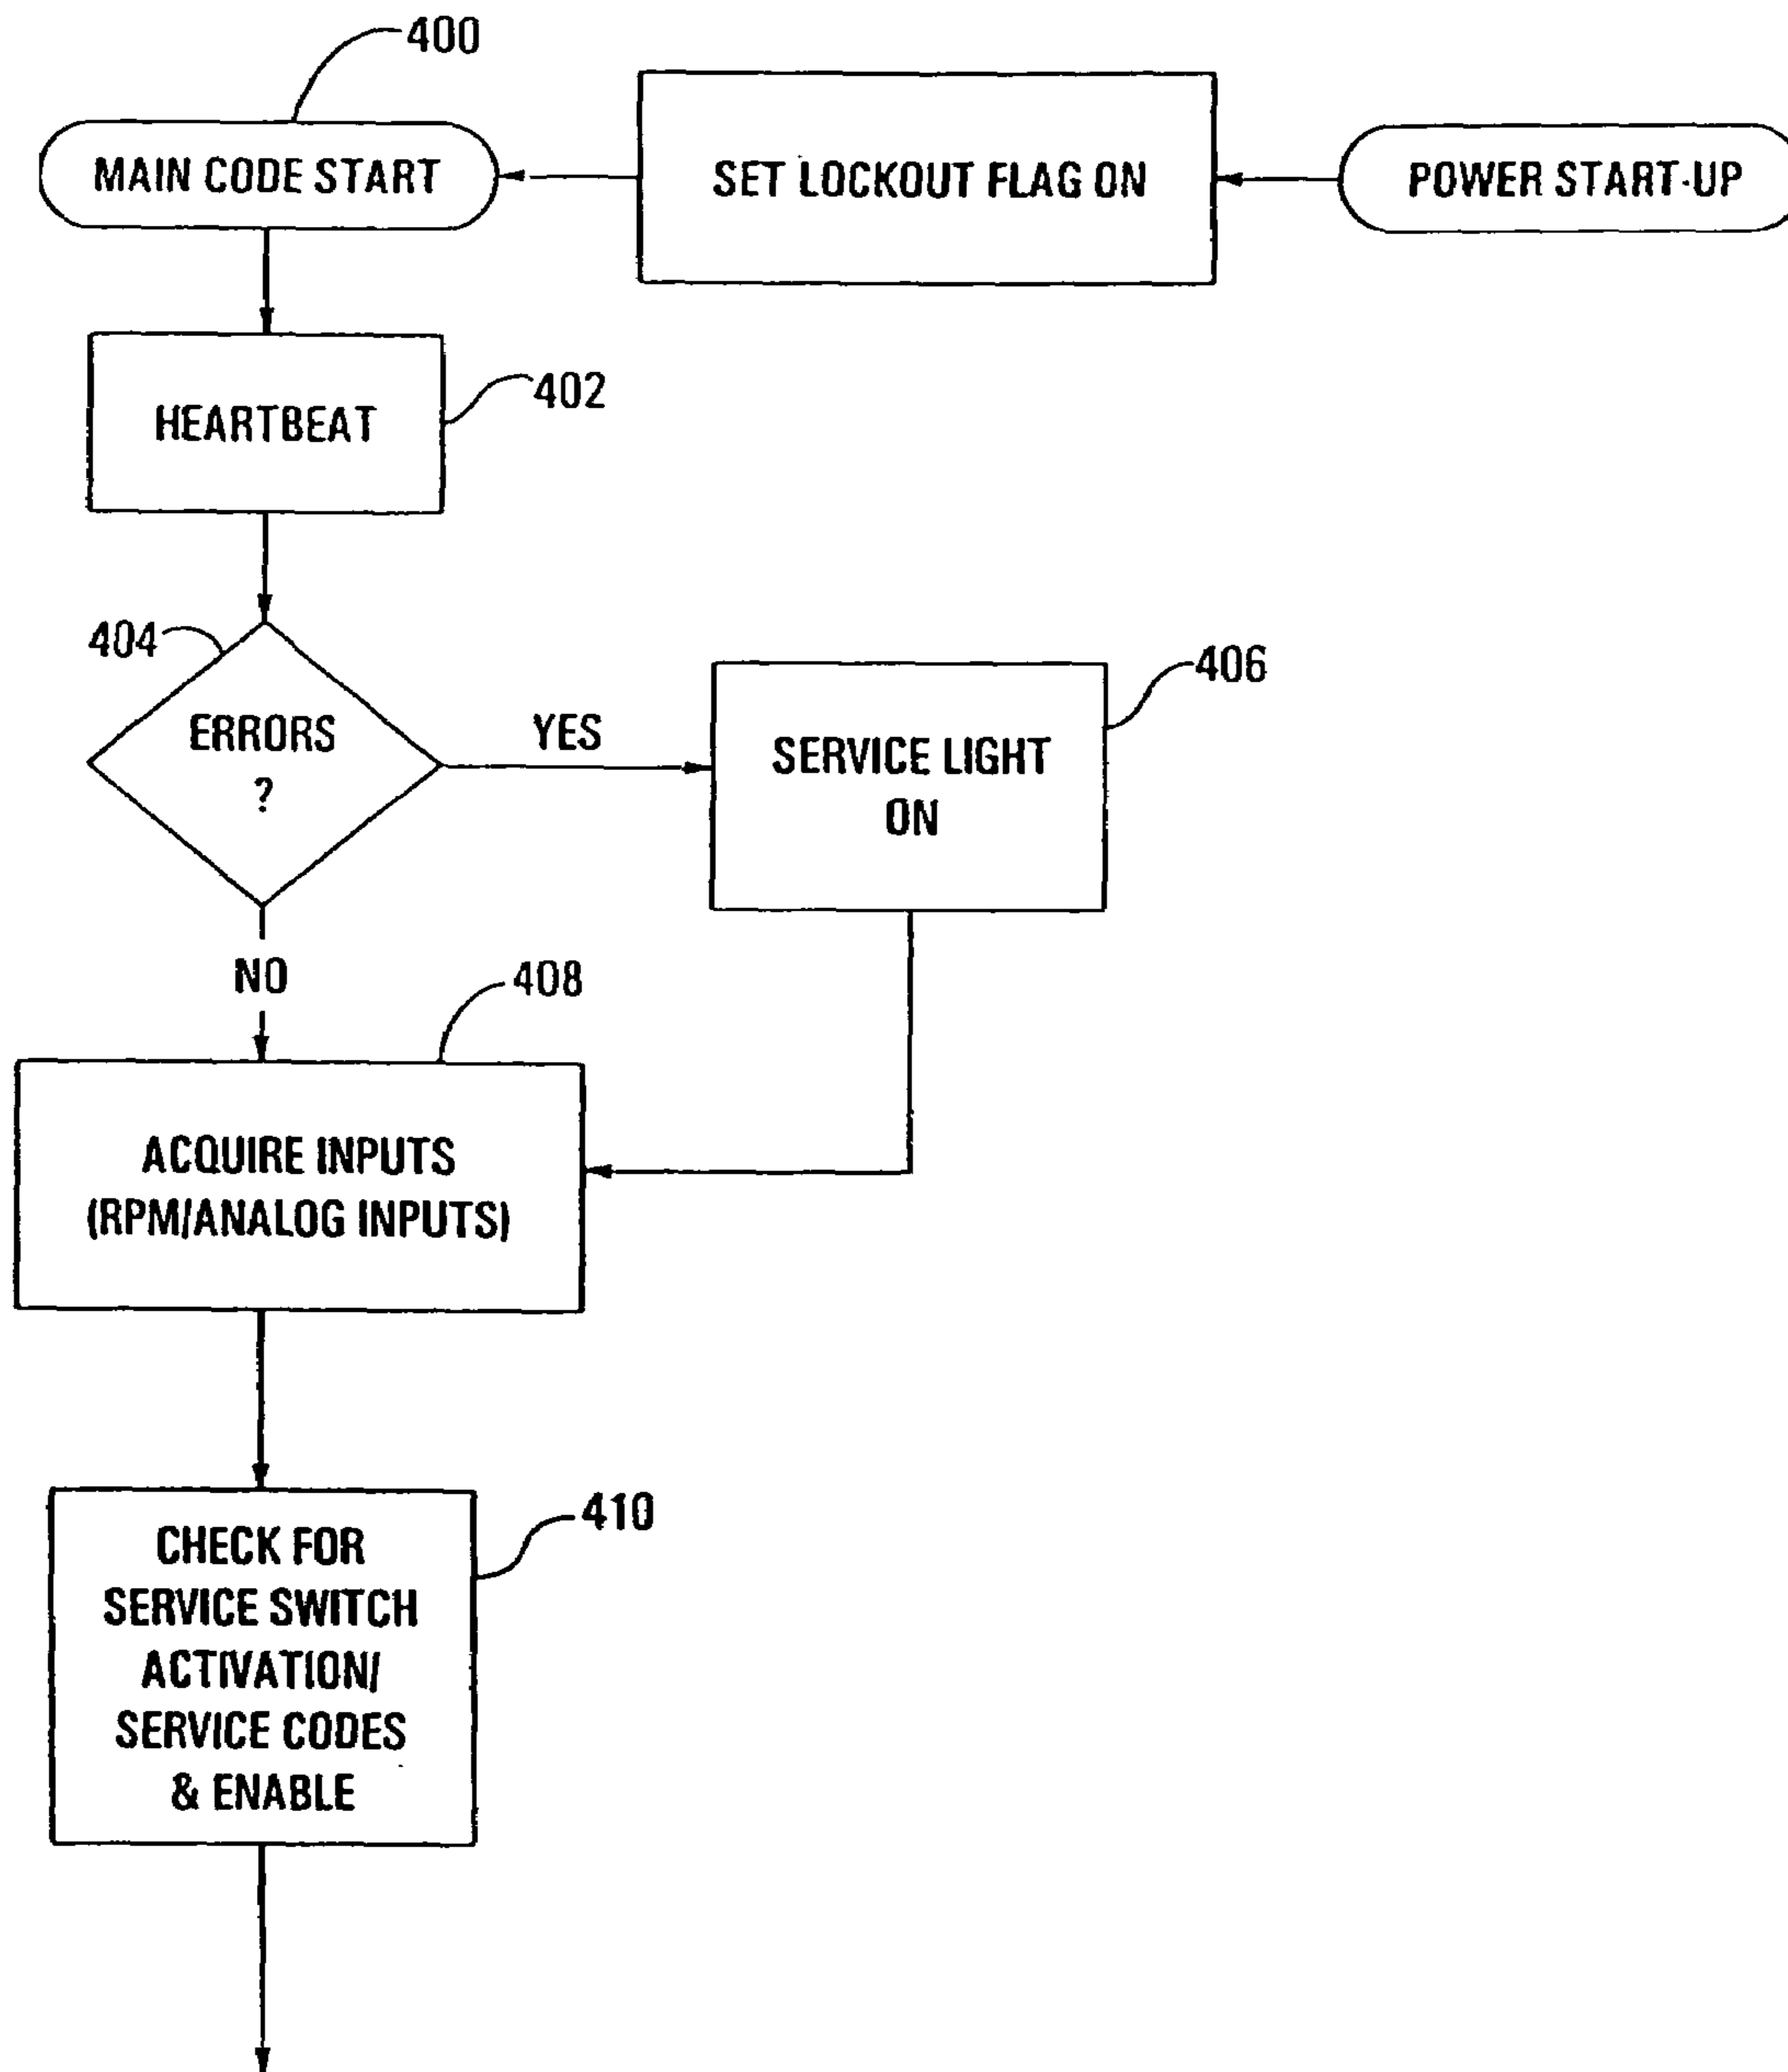 400
MAIN CODE START
SET LOCKOUT FLAG ON
POWER START-UP
HEARTBEAT
402
404
ERRORS
?
YES
SERVICE LIGHT
ON
406
NO
408
ACQUIRE INPUTS
(RPM/ANALOG INPUTS)
CHECK FOR
SERVICE SWITCH
ACTIVATION/
SERVICE CODES
& ENABLE
410